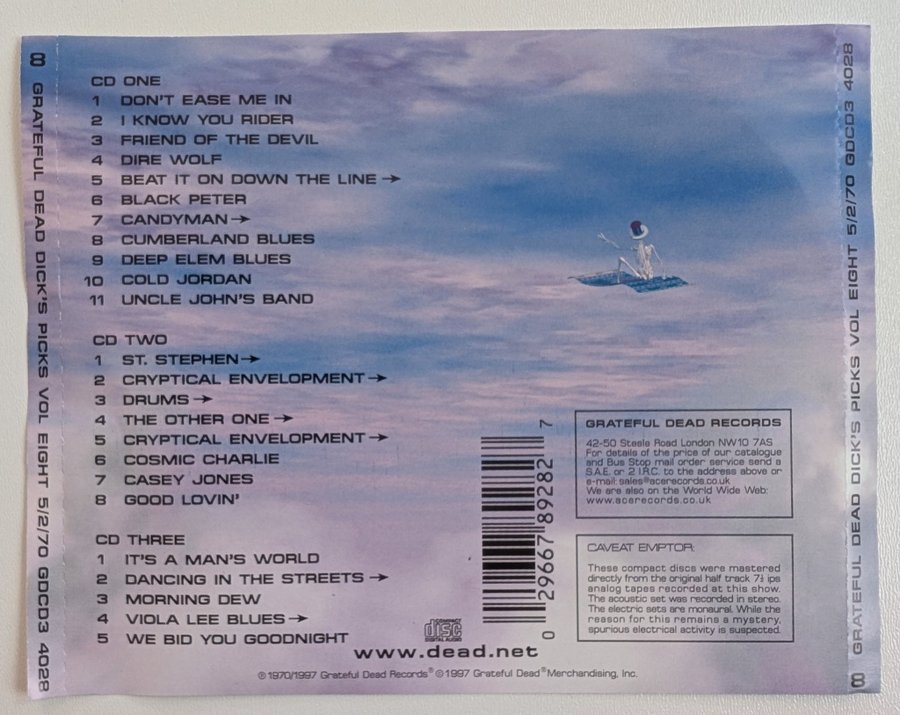 8 GRATEFUL DEAD DICK'S PICKS VOL EIGHT 5/2/70 GDCD3 4028
CD ONE
1 DON'T EASE ME IN
2 I KNOW YOU RIDER
3 FRIEND OF THE DEVIL
4 DIRE WOLF
5 BEAT IT ON DOWN THE LINE →
6 BLACK PETER
7 CANDYMAN →
8 CUMBERLAND BLUES
9 DEEP ELEM BLUES
10 COLD JORDAN
11 UNCLE JOHN'S BAND
CD TWO
1 ST. STEPHEN →
2 CRYPTICAL ENVELOPMENT →
3 DRUMS →
4 THE OTHER ONE →
5 CRYPTICAL ENVELOPMENT →
6 COSMIC CHARLIE
7 CASEY JONES
8 GOOD LOVIN'
CD THREE
1 IT'S A MAN'S WORLD
2 DANCING IN THE STREETS →
3 MORNING DEW
4 VIOLA LEE BLUES →
5 WE BID YOU GOODNIGHT
COMPACT
disc
DIGITAL AUDIO
0 29667 89282 7
GRATEFUL DEAD RECORDS
42-50 Steele Road London NW10 7AS
For details of the price of our catalogue
and Bus Stop mail order service send a
S.A.E. or 2 I.R.C. to the address above or
e-mail: sales@acerecords.co.uk
We are also on the World Wide Web:
www.acerecords.co.uk
CAVEAT EMPTOR:
These compact discs were mastered
directly from the original half track 7½ ips
analog tapes recorded at this show.
The acoustic set was recorded in stereo.
The electric sets are monaural. While the
reason for this remains a mystery,
spurious electrical activity is suspected.
www.dead.net
℗1970/1997 Grateful Dead Records® ©1997 Grateful Dead® Merchandising, Inc.
8 GRATEFUL DEAD DICK'S PICKS VOL EIGHT 5/2/70 GDCD3 4028